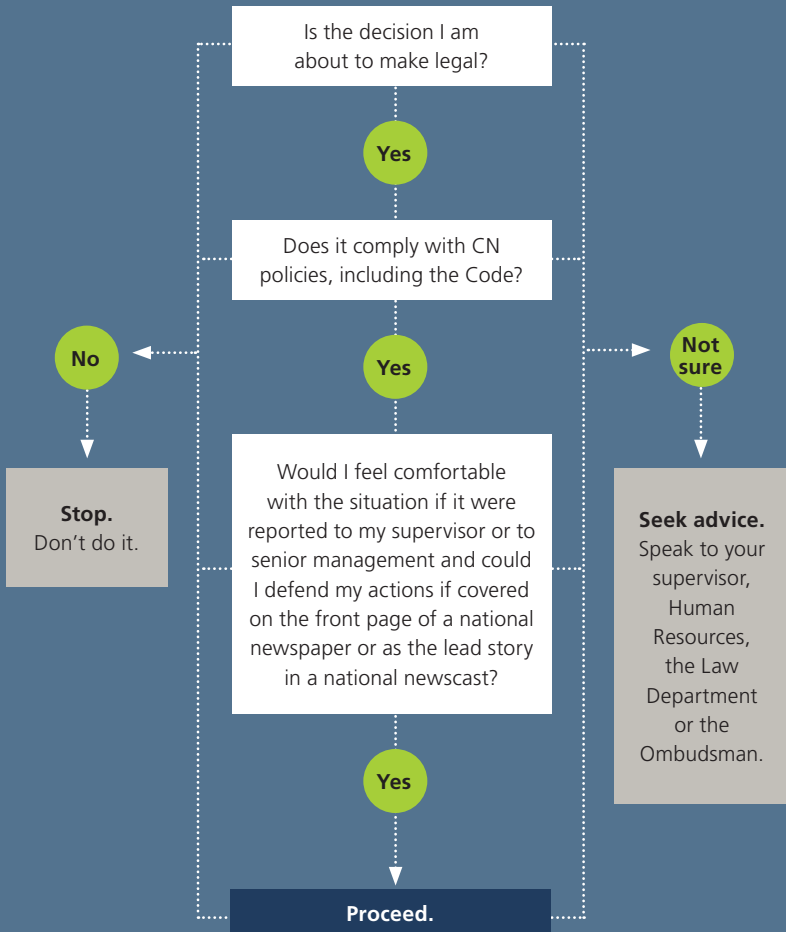 Is the decision I am
about to make legal?
Yes
Does it comply with CN
policies, including the Code?
No
Yes
Not
sure
Stop.
Don't do it.
Would I feel comfortable
with the situation if it were
reported to my supervisor or to
senior management and could
I defend my actions if covered
on the front page of a national
newspaper or as the lead story
in a national newscast?
Seek advice.
Speak to your
supervisor,
Human
Resources,
the Law
Department
or the
Ombudsman.
Yes
Proceed.